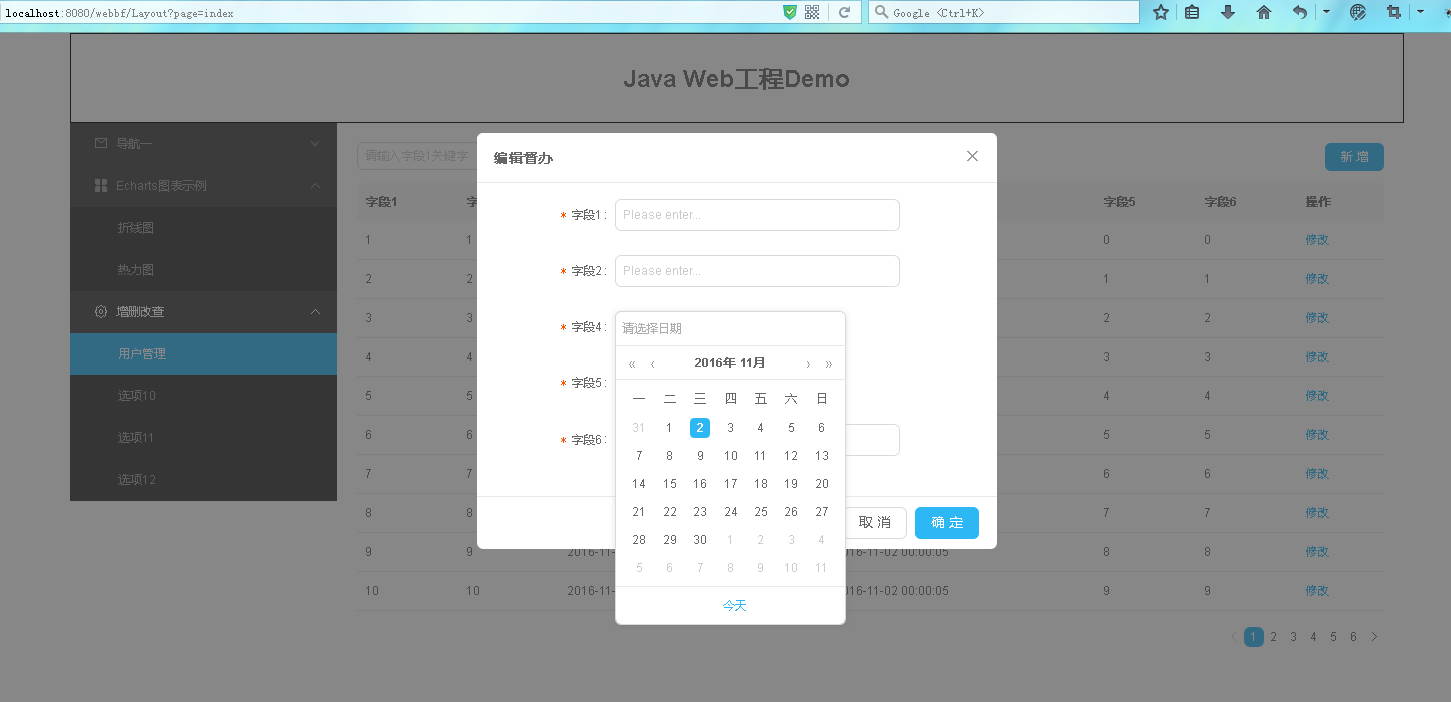 localhost:8080/webbf/Layout?page=index
Google <Ctrl+K>
Java Web工程Demo
导航一
Echarts图表示例
折线图
热力图
增删改查
用户管理
选项10
选项11
选项12
请输入字段1关键字
新 增
字段1 字段5 字段6 操作
1 1 0 0 修改
2 2 1 1 修改
3 3 2 2 修改
4 4 3 3 修改
5 5 4 4 修改
6 6 5 5 修改
7 7 6 6 修改
8 8 7 7 修改
9 9 2016-11- 016-11-02 00:00:05 8 8 修改
10 10 2016-11- 016-11-02 00:00:05 9 9 修改
1 2 3 4 5 6
编辑督办
* 字段1: Please enter...
* 字段2: Please enter...
* 字段4:
* 字段5:
* 字段6:
取 消 确 定
请选择日期
« ‹ 2016年 11月 › »
一 二 三 四 五 六 日
31 1 2 3 4 5 6
7 8 9 10 11 12 13
14 15 16 17 18 19 20
21 22 23 24 25 26 27
28 29 30 1 2 3 4
5 6 7 8 9 10 11
今天